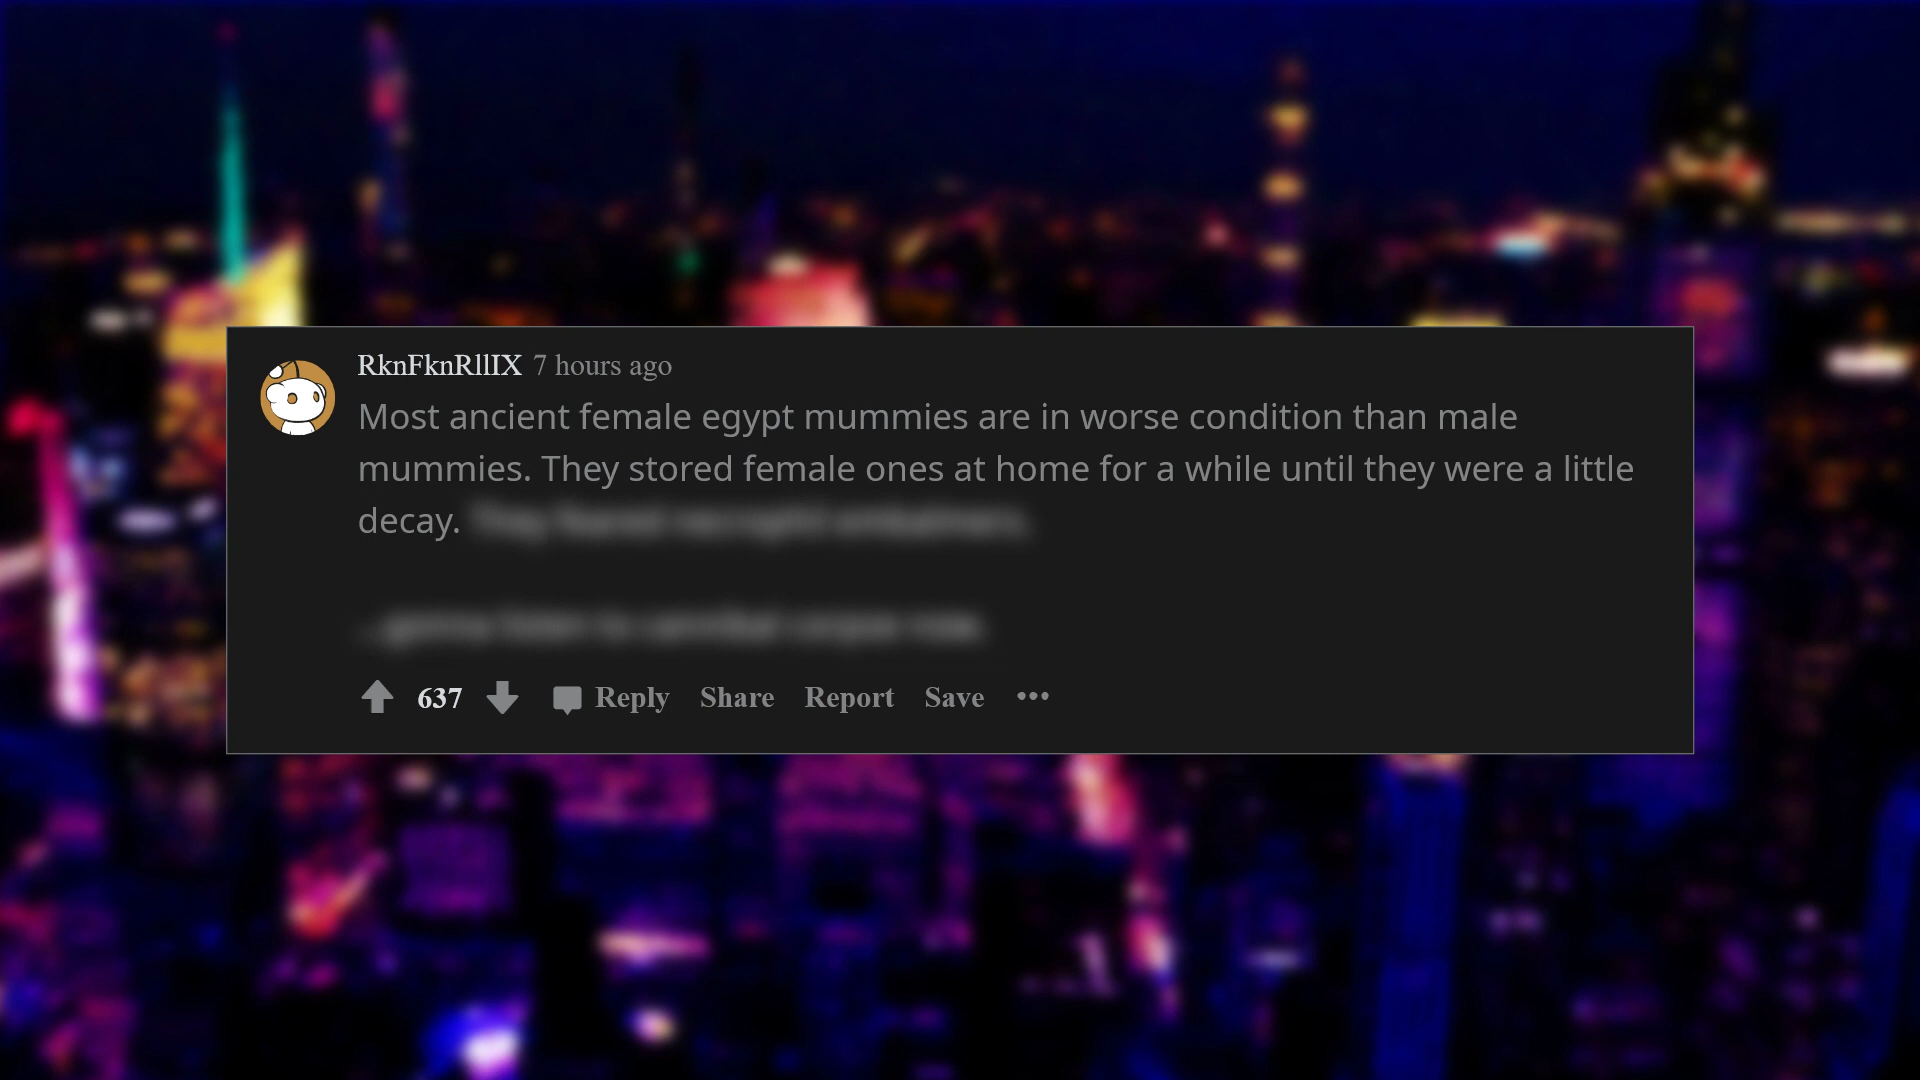 RknFknRllIX 7 hours ago
Most ancient female egypt mummies are in worse condition than male
mummies. They stored female ones at home for a while until they were a little
decay.
637 Reply Share Report Save